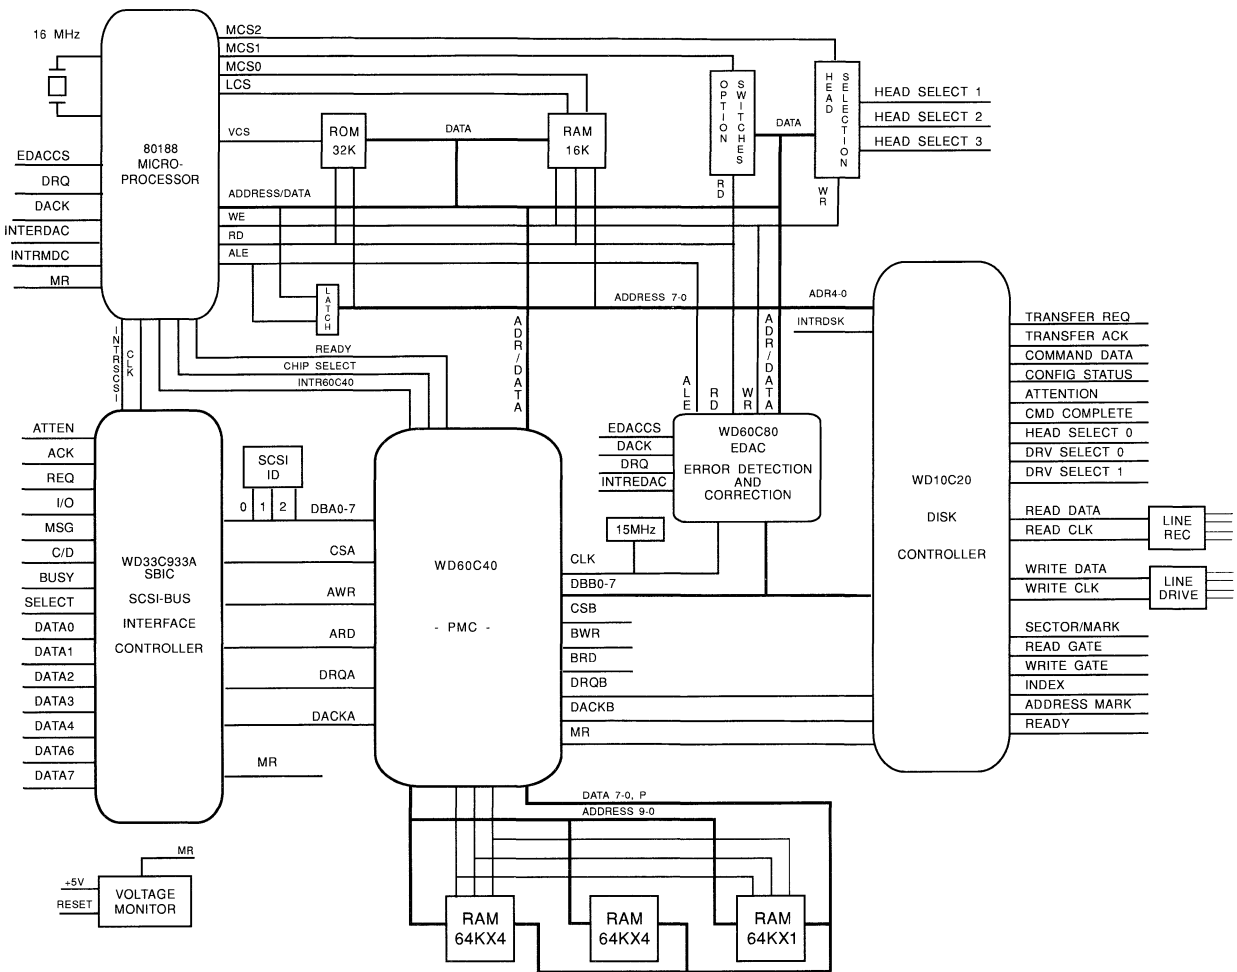 16 MHz
80188
MICRO-
PROCESSOR
EDACCS
DRQ
DACK
INTERDAC
INTRMDC
MR
MCS2
MCS1
MCS0
LCS
VCS
ROM
32K
DATA
RAM
16K
OPTION
SWITCHES
RD
DATA
HEAD
SELECTION
WR
HEAD SELECT 1
HEAD SELECT 2
HEAD SELECT 3
ADDRESS/DATA
WE
RD
ALE
LATCH
ADDRESS 7-0
ADR4-0
INTRDSK
INTRSCSI
CLK
READY
CHIP SELECT
INTR60C40
ADR/DATA
ALE
RD
WR
ADR/DATA
ATTEN
ACK
REQ
I/O
MSG
C/D
BUSY
SELECT
DATA0
DATA1
DATA2
DATA3
DATA4
DATA6
DATA7
WD33C933A
SBIC
SCSI-BUS
INTERFACE
CONTROLLER
SCSI
ID
0 1 2
DBA0-7
CSA
AWR
ARD
DRQA
DACKA
MR
WD60C40
- PMC -
EDACCS
DACK
DRQ
INTREDAC
WD60C80
EDAC
ERROR DETECTION
AND
CORRECTION
15MHz
CLK
DBB0-7
CSB
BWR
BRD
DRQB
DACKB
MR
WD10C20
DISK
CONTROLLER
TRANSFER REQ
TRANSFER ACK
COMMAND DATA
CONFIG STATUS
ATTENTION
CMD COMPLETE
HEAD SELECT 0
DRV SELECT 0
DRV SELECT 1
READ DATA
READ CLK
LINE
REC
WRITE DATA
WRITE CLK
LINE
DRIVE
SECTOR/MARK
READ GATE
WRITE GATE
INDEX
ADDRESS MARK
READY
DATA 7-0, P
ADDRESS 9-0
RAM
64KX4
RAM
64KX4
RAM
64KX1
MR
+5V
RESET
VOLTAGE
MONITOR